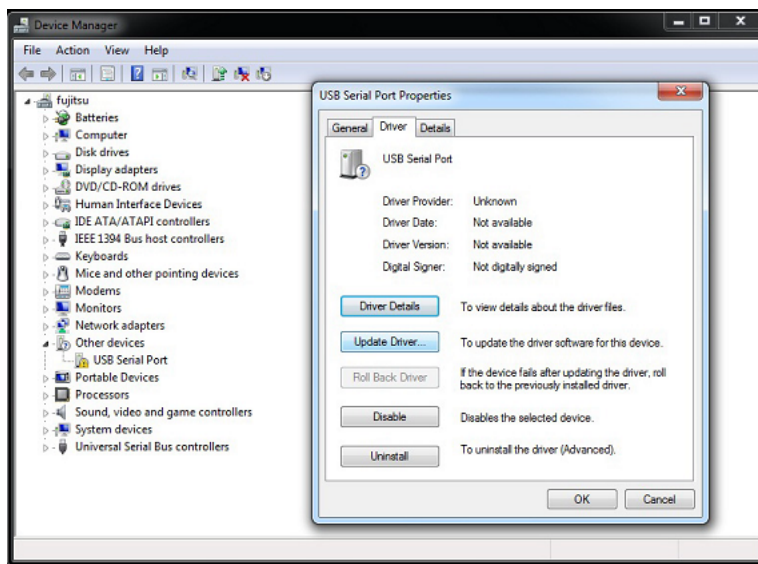 Device Manager
File Action View Help
fujitsu
Batteries
Computer
Disk drives
Display adapters
DVD/CD-ROM drives
Human Interface Devices
IDE ATA/ATAPI controllers
IEEE 1394 Bus host controllers
Keyboards
Mice and other pointing devices
Modems
Monitors
Network adapters
Other devices
USB Serial Port
Portable Devices
Processors
Sound, video and game controllers
System devices
Universal Serial Bus controllers
USB Serial Port Properties
General Driver Details
USB Serial Port
Driver Provider: Unknown
Driver Date: Not available
Driver Version: Not available
Digital Signer: Not digitally signed
Driver Details To view details about the driver files.
Update Driver... To update the driver software for this device.
Roll Back Driver If the device fails after updating the driver, roll
back to the previously installed driver.
Disable Disables the selected device.
Uninstall To uninstall the driver (Advanced).
OK Cancel